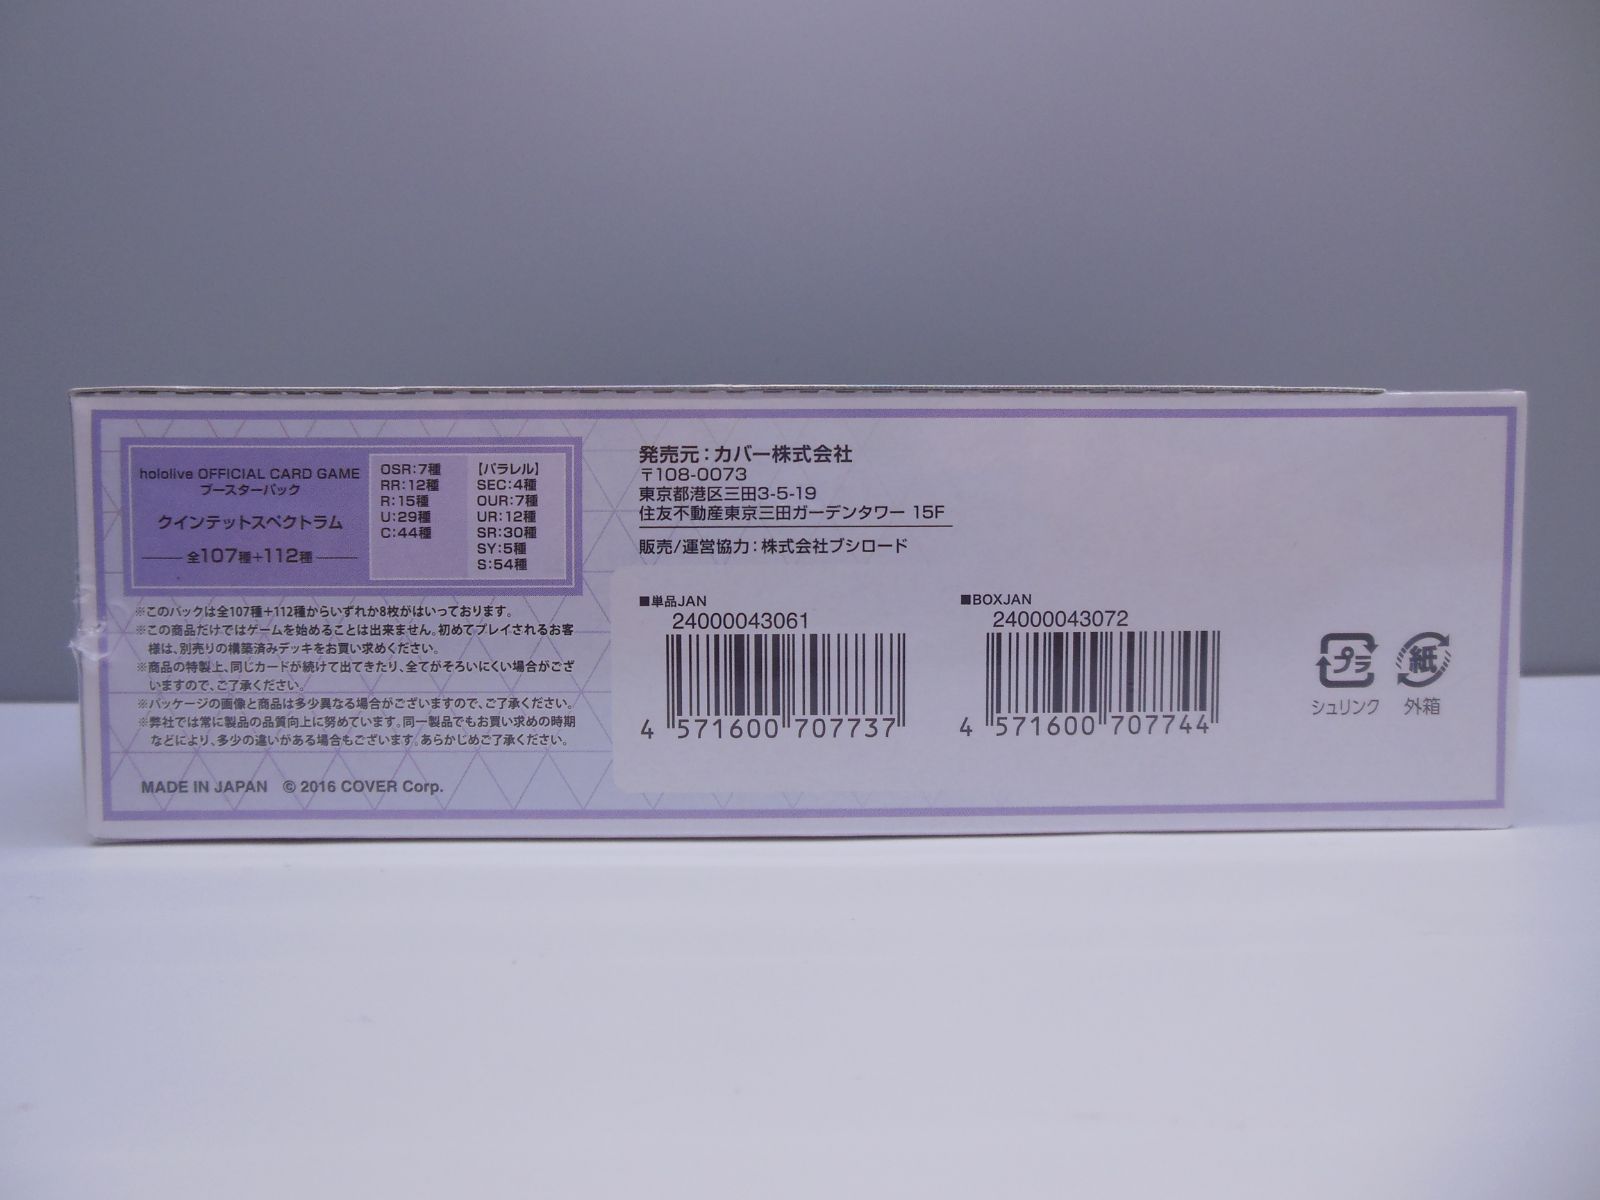 hololive OFFICIAL CARD GAME
ブースターパック
クインテットスペクトラム
全107種+112種
OSR:7種
RR:12種
R:15種
U:29種
C:44種
【パラレル】
SEC:4種
OUR:7種
UR:12種
SR:30種
SY:5種
S:54種
※このパックは全107種+112種からいずれか8枚がはいっております。
※この商品だけではゲームを始めることは出来ません。初めてプレイされるお客
様は、別売りの構築済みデッキをお買い求めください。
※商品の特製上、同じカードが続けて出てきたり、全てがそろいにくい場合がござ
いますので、ご了承ください。
※パッケージの画像と商品は多少異なる場合がございますので、ご了承ください。
※弊社では常に製品の品質向上に努めています。同一製品でもお買い求めの時期
などにより、多少の違いがある場合もございます。あらかじめご了承ください。
MADE IN JAPAN © 2016 COVER Corp.
発売元:カバー株式会社
〒108-0073
東京都港区三田3-5-19
住友不動産東京三田ガーデンタワー 15F
販売/運営協力:株式会社ブシロード
■単品JAN
24000043061
4 571600 707737
■BOXJAN
24000043072
4 571600 707744
プラ
シュリンク
紙
外箱